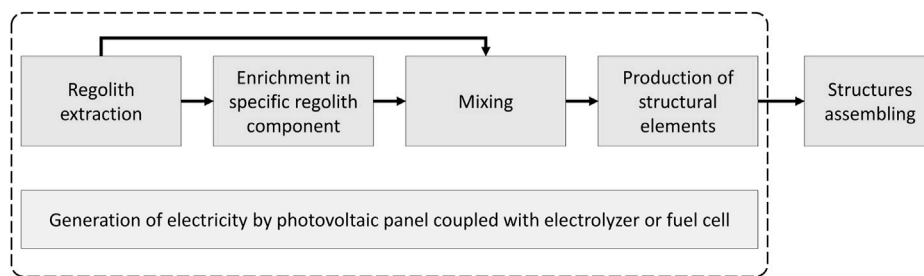 Regolith
extraction
Enrichment in
specific regolith
component
Mixing
Production of
structural
elements
Structures
assembling
Generation of electricity by photovoltaic panel coupled with electrolyzer or fuel cell